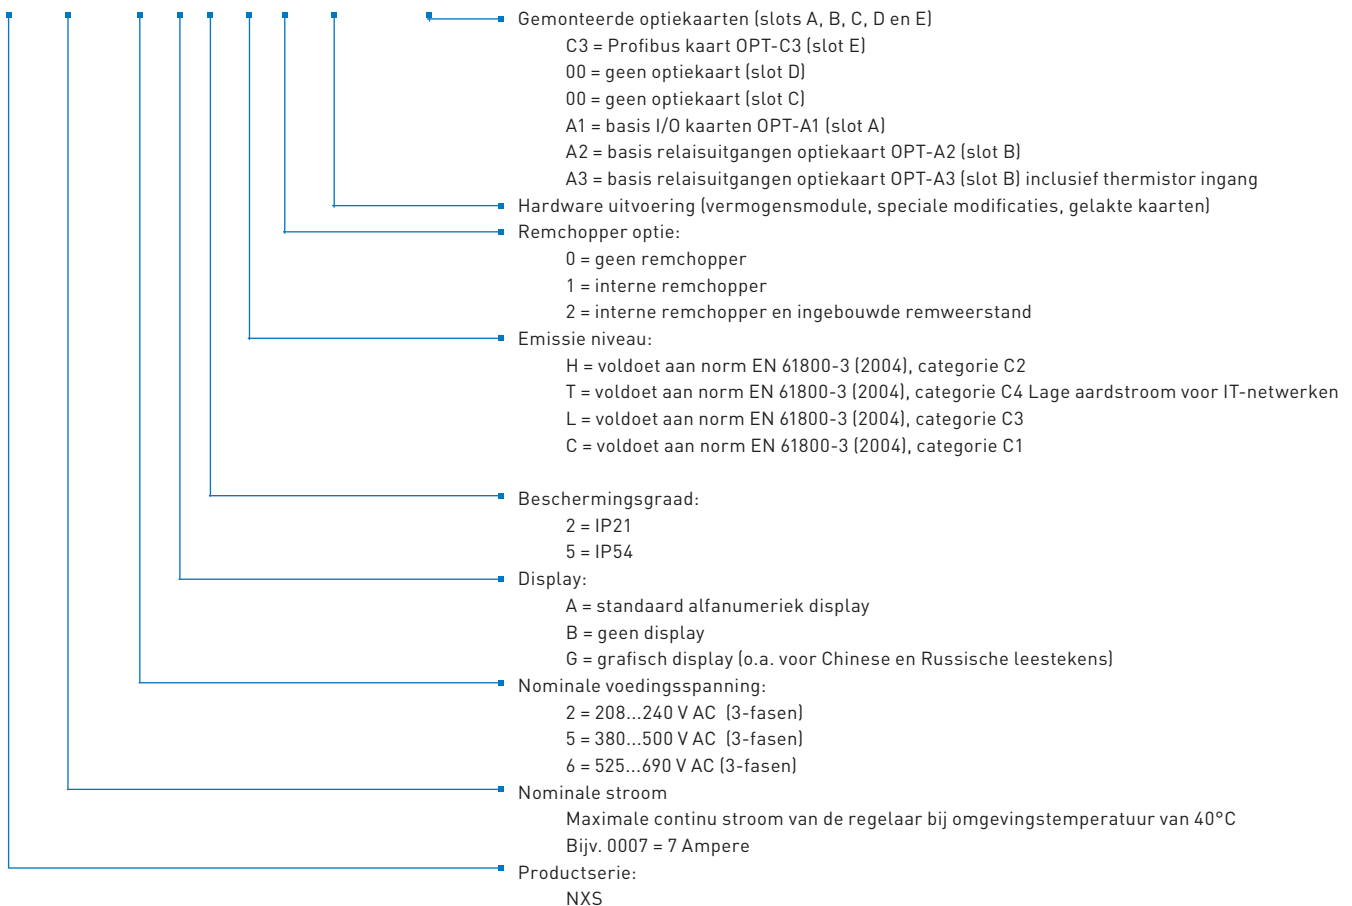 Gemonteerde optiekaarten (slots A, B, C, D en E)
C3 = Profibus kaart OPT-C3 (slot E)
00 = geen optiekaart (slot D)
00 = geen optiekaart (slot C)
A1 = basis I/O kaarten OPT-A1 (slot A)
A2 = basis relaisuitgangen optiekaart OPT-A2 (slot B)
A3 = basis relaisuitgangen optiekaart OPT-A3 (slot B) inclusief thermistor ingang
Hardware uitvoering (vermogensmodule, speciale modificaties, gelakte kaarten)
Remchopper optie:
0 = geen remchopper
1 = interne remchopper
2 = interne remchopper en ingebouwde remweerstand
Emissie niveau:
H = voldoet aan norm EN 61800-3 (2004), categorie C2
T = voldoet aan norm EN 61800-3 (2004), categorie C4 Lage aardstroom voor IT-netwerken
L = voldoet aan norm EN 61800-3 (2004), categorie C3
C = voldoet aan norm EN 61800-3 (2004), categorie C1
Beschermingsgraad:
2 = IP21
5 = IP54
Display:
A = standaard alfanumeriek display
B = geen display
G = grafisch display (o.a. voor Chinese en Russische leestekens)
Nominale voedingsspanning:
2 = 208...240 V AC (3-fasen)
5 = 380...500 V AC (3-fasen)
6 = 525...690 V AC (3-fasen)
Nominale stroom
Maximale continu stroom van de regelaar bij omgevingstemperatuur van 40°C
Bijv. 0007 = 7 Ampere
Productserie:
NXS